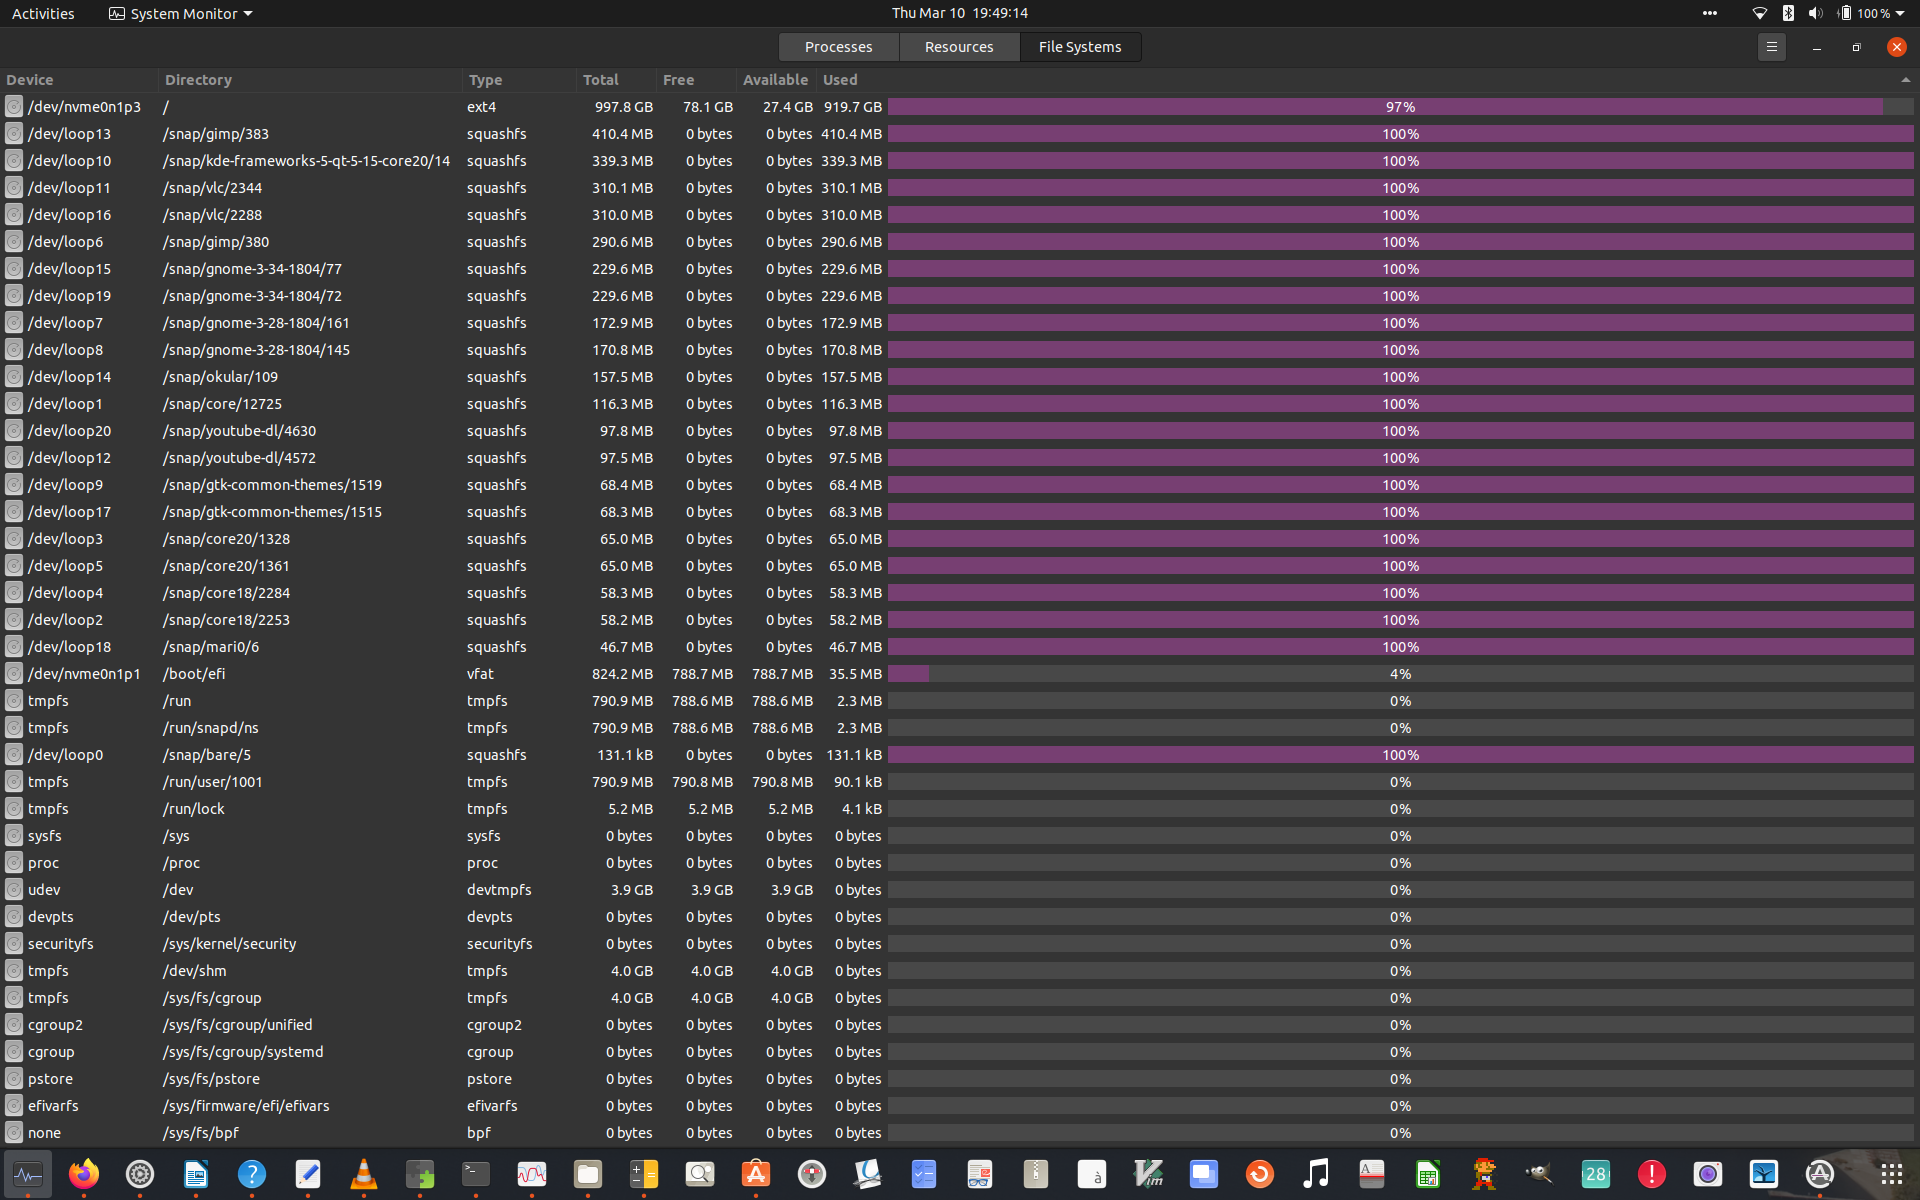 Activities System Monitor Thu Mar 10 19:49:14 100 %
Processes Resources File Systems
Device Directory Type Total Free Available Used
/dev/nvme0n1p3 / ext4 997.8 GB 78.1 GB 27.4 GB 919.7 GB 97%
/dev/loop13 /snap/gimp/383 squashfs 410.4 MB 0 bytes 0 bytes 410.4 MB 100%
/dev/loop10 /snap/kde-frameworks-5-qt-5-15-core20/14 squashfs 339.3 MB 0 bytes 0 bytes 339.3 MB 100%
/dev/loop11 /snap/vlc/2344 squashfs 310.1 MB 0 bytes 0 bytes 310.1 MB 100%
/dev/loop16 /snap/vlc/2288 squashfs 310.0 MB 0 bytes 0 bytes 310.0 MB 100%
/dev/loop6 /snap/gimp/380 squashfs 290.6 MB 0 bytes 0 bytes 290.6 MB 100%
/dev/loop15 /snap/gnome-3-34-1804/77 squashfs 229.6 MB 0 bytes 0 bytes 229.6 MB 100%
/dev/loop19 /snap/gnome-3-34-1804/72 squashfs 229.6 MB 0 bytes 0 bytes 229.6 MB 100%
/dev/loop7 /snap/gnome-3-28-1804/161 squashfs 172.9 MB 0 bytes 0 bytes 172.9 MB 100%
/dev/loop8 /snap/gnome-3-28-1804/145 squashfs 170.8 MB 0 bytes 0 bytes 170.8 MB 100%
/dev/loop14 /snap/okular/109 squashfs 157.5 MB 0 bytes 0 bytes 157.5 MB 100%
/dev/loop1 /snap/core/12725 squashfs 116.3 MB 0 bytes 0 bytes 116.3 MB 100%
/dev/loop20 /snap/youtube-dl/4630 squashfs 97.8 MB 0 bytes 0 bytes 97.8 MB 100%
/dev/loop12 /snap/youtube-dl/4572 squashfs 97.5 MB 0 bytes 0 bytes 97.5 MB 100%
/dev/loop9 /snap/gtk-common-themes/1519 squashfs 68.4 MB 0 bytes 0 bytes 68.4 MB 100%
/dev/loop17 /snap/gtk-common-themes/1515 squashfs 68.3 MB 0 bytes 0 bytes 68.3 MB 100%
/dev/loop3 /snap/core20/1328 squashfs 65.0 MB 0 bytes 0 bytes 65.0 MB 100%
/dev/loop5 /snap/core20/1361 squashfs 65.0 MB 0 bytes 0 bytes 65.0 MB 100%
/dev/loop4 /snap/core18/2284 squashfs 58.3 MB 0 bytes 0 bytes 58.3 MB 100%
/dev/loop2 /snap/core18/2253 squashfs 58.2 MB 0 bytes 0 bytes 58.2 MB 100%
/dev/loop18 /snap/mari0/6 squashfs 46.7 MB 0 bytes 0 bytes 46.7 MB 100%
/dev/nvme0n1p1 /boot/efi vfat 824.2 MB 788.7 MB 788.7 MB 35.5 MB 4%
tmpfs /run tmpfs 790.9 MB 788.6 MB 788.6 MB 2.3 MB 0%
tmpfs /run/snapd/ns tmpfs 790.9 MB 788.6 MB 788.6 MB 2.3 MB 0%
/dev/loop0 /snap/bare/5 squashfs 131.1 kB 0 bytes 0 bytes 131.1 kB 100%
tmpfs /run/user/1001 tmpfs 790.9 MB 790.8 MB 790.8 MB 90.1 kB 0%
tmpfs /run/lock tmpfs 5.2 MB 5.2 MB 5.2 MB 4.1 kB 0%
sysfs /sys sysfs 0 bytes 0 bytes 0 bytes 0 bytes 0%
proc /proc proc 0 bytes 0 bytes 0 bytes 0 bytes 0%
udev /dev devtmpfs 3.9 GB 3.9 GB 3.9 GB 0 bytes 0%
devpts /dev/pts devpts 0 bytes 0 bytes 0 bytes 0 bytes 0%
securityfs /sys/kernel/security securityfs 0 bytes 0 bytes 0 bytes 0 bytes 0%
tmpfs /dev/shm tmpfs 4.0 GB 4.0 GB 4.0 GB 0 bytes 0%
tmpfs /sys/fs/cgroup tmpfs 4.0 GB 4.0 GB 4.0 GB 0 bytes 0%
cgroup2 /sys/fs/cgroup/unified cgroup2 0 bytes 0 bytes 0 bytes 0 bytes 0%
cgroup /sys/fs/cgroup/systemd cgroup 0 bytes 0 bytes 0 bytes 0 bytes 0%
pstore /sys/fs/pstore pstore 0 bytes 0 bytes 0 bytes 0 bytes 0%
efivarfs /sys/firmware/efi/efivars efivarfs 0 bytes 0 bytes 0 bytes 0 bytes 0%
none /sys/fs/bpf bpf 0 bytes 0 bytes 0 bytes 0 bytes 0%
? à Vim A 28 !